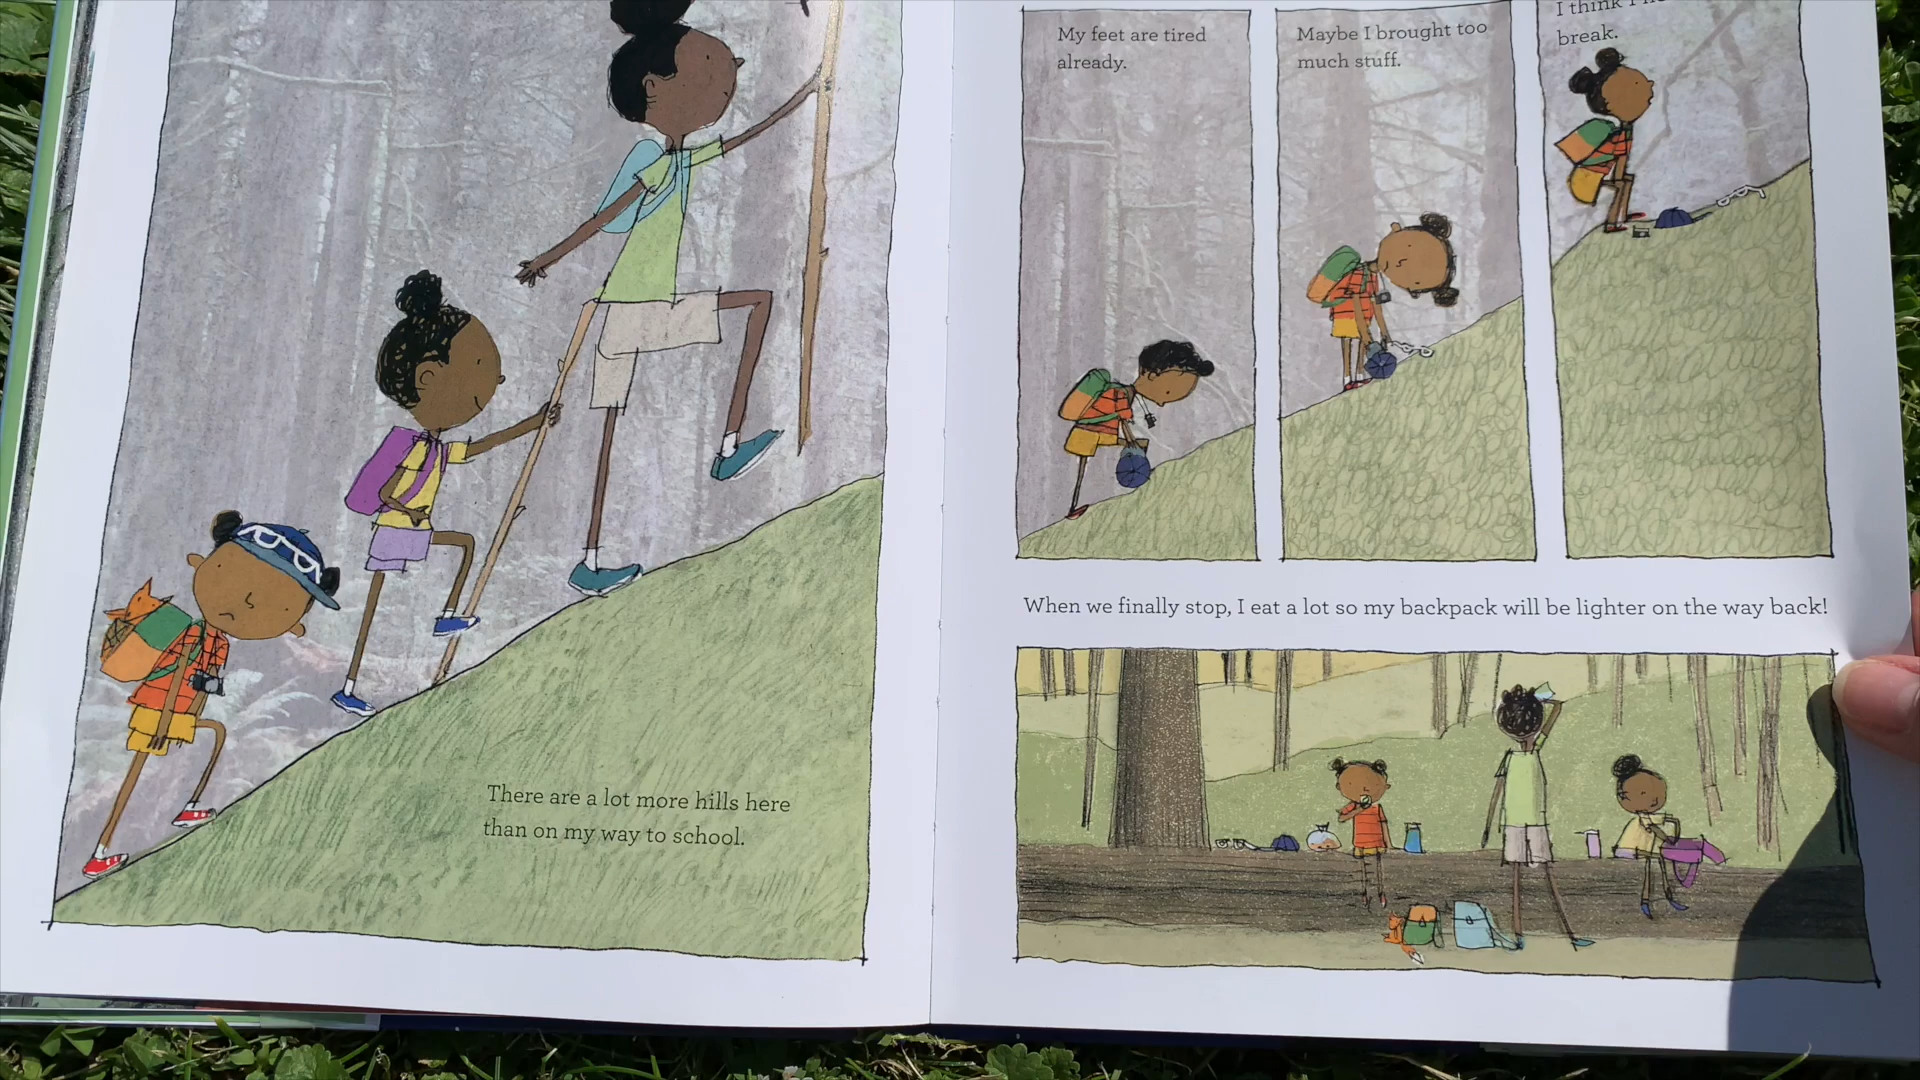 There are a lot more hills here
than on my way to school.
My feet are tired
already.
Maybe I brought too
much stuff.
I think I
break.
When we finally stop, I eat a lot so my backpack will be lighter on the way back!